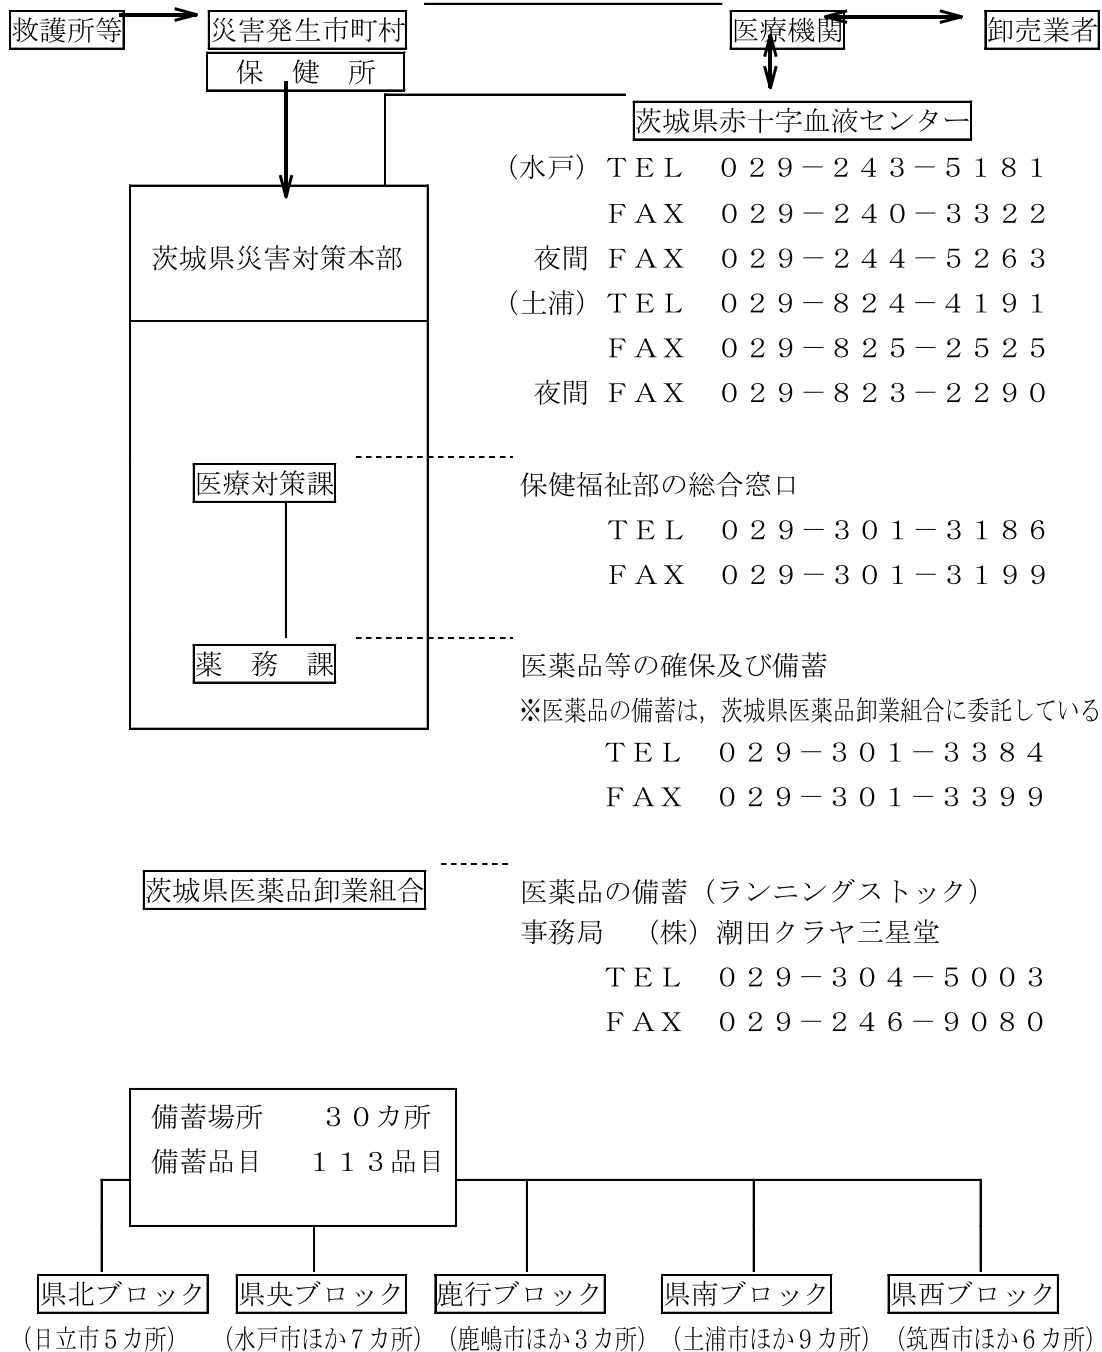 救護所等 災害発生市町村 医療機関 卸売業者
保　健　所
茨城県赤十字血液センター
（水戸）ＴＥＬ　０２９－２４３－５１８１
ＦＡＸ　０２９－２４０－３３２２
茨城県災害対策本部
夜間 ＦＡＸ　０２９－２４４－５２６３
（土浦）ＴＥＬ　０２９－８２４－４１９１
ＦＡＸ　０２９－８２５－２５２５
夜間 ＦＡＸ　０２９－８２３－２２９０
医療対策課 保健福祉部の総合窓口
ＴＥＬ　０２９－３０１－３１８６
ＦＡＸ　０２９－３０１－３１９９
薬　務　課 医薬品等の確保及び備蓄
※医薬品の備蓄は，茨城県医薬品卸業組合に委託している
ＴＥＬ　０２９－３０１－３３８４
ＦＡＸ　０２９－３０１－３３９９
茨城県医薬品卸業組合 医薬品の備蓄（ランニングストック）
事務局　（株）潮田クラヤ三星堂
ＴＥＬ　０２９－３０４－５００３
ＦＡＸ　０２９－２４６－９０８０
備蓄場所　　３０カ所
備蓄品目　１１３品目
県北ブロック 県央ブロック 鹿行ブロック 県南ブロック 県西ブロック
（日立市５カ所） （水戸市ほか７カ所） （鹿嶋市ほか３カ所） （土浦市ほか９カ所） （筑西市ほか６カ所）